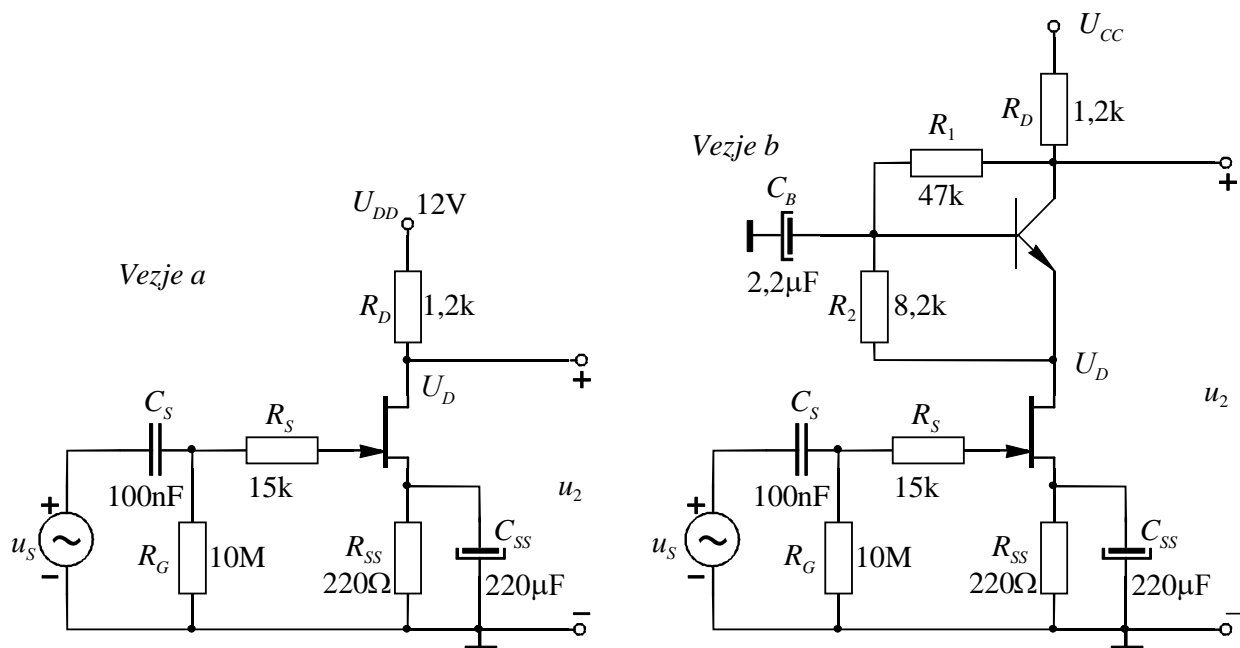 Vezje a
U_DD 12V
R_D 1,2k
+
U_D
C_S
100nF
R_S
15k
u_2
+
u_S
−
R_G 10M
R_SS
220Ω
C_SS
220µF
−
Vezje b
U_CC
R_D 1,2k
R_1
47k
+
C_B
2,2µF
R_2 8,2k
U_D
C_S
100nF
R_S
15k
u_2
+
u_S
−
R_G 10M
R_SS
220Ω
C_SS
220µF
−